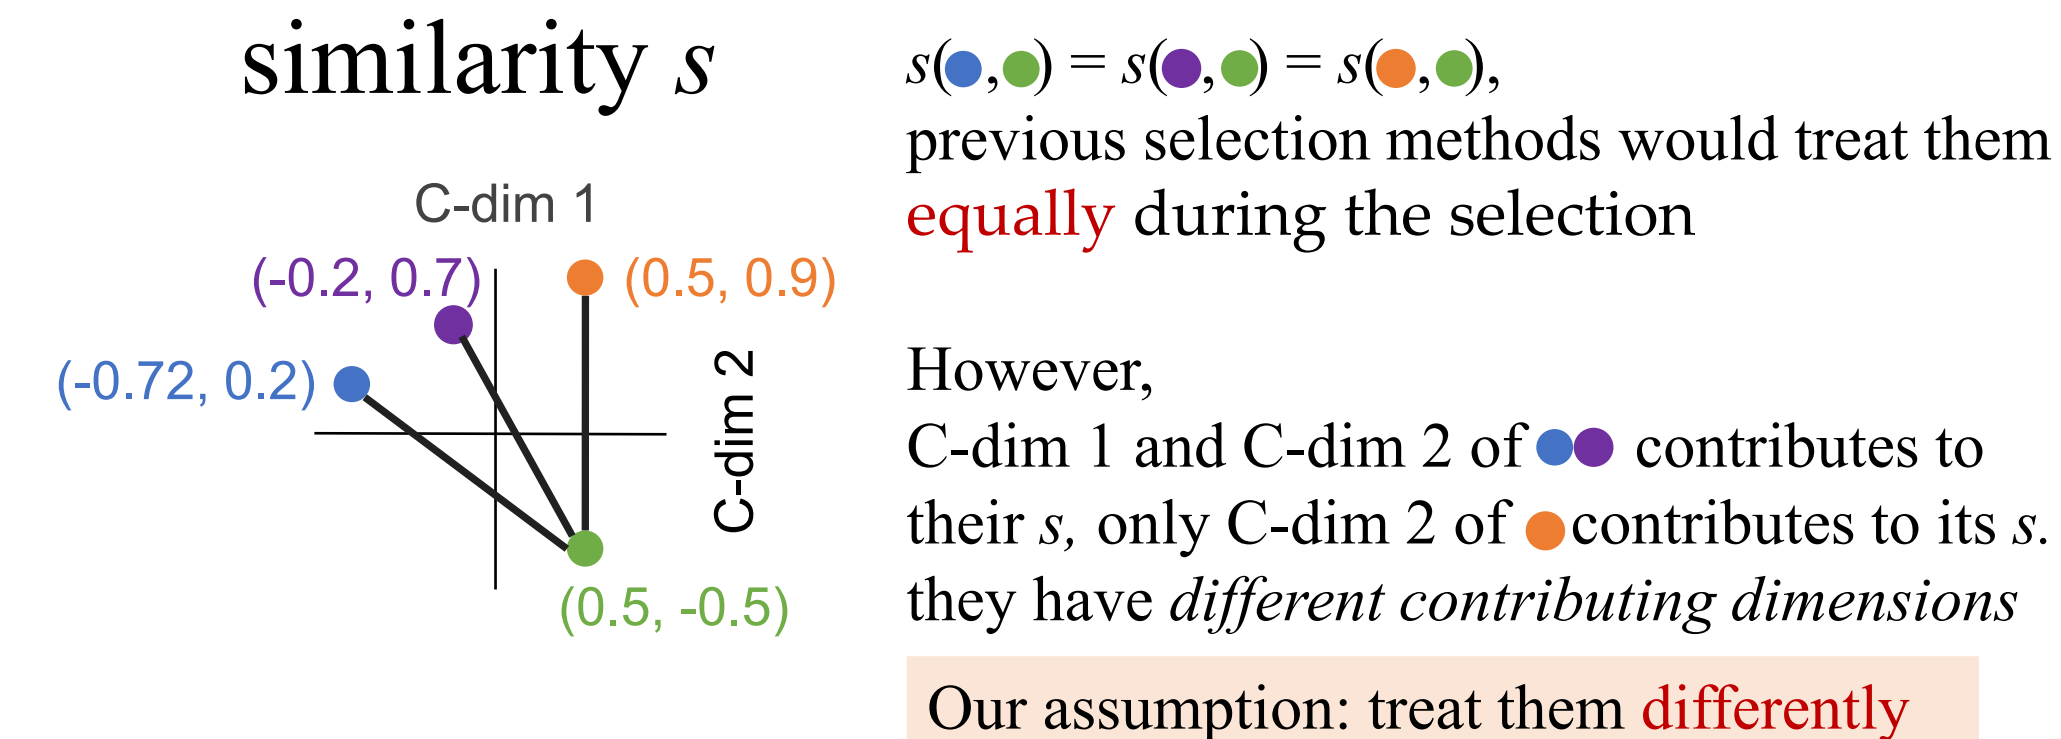 similarity s
C-dim 1
(-0.2, 0.7)
(0.5, 0.9)
(-0.72, 0.2)
C-dim 2
(0.5, -0.5)
s( , ) = s( , ) = s( , ),
previous selection methods would treat them
equally during the selection
However,
C-dim 1 and C-dim 2 of contributes to
their s, only C-dim 2 of contributes to its s.
they have different contributing dimensions
Our assumption: treat them differently